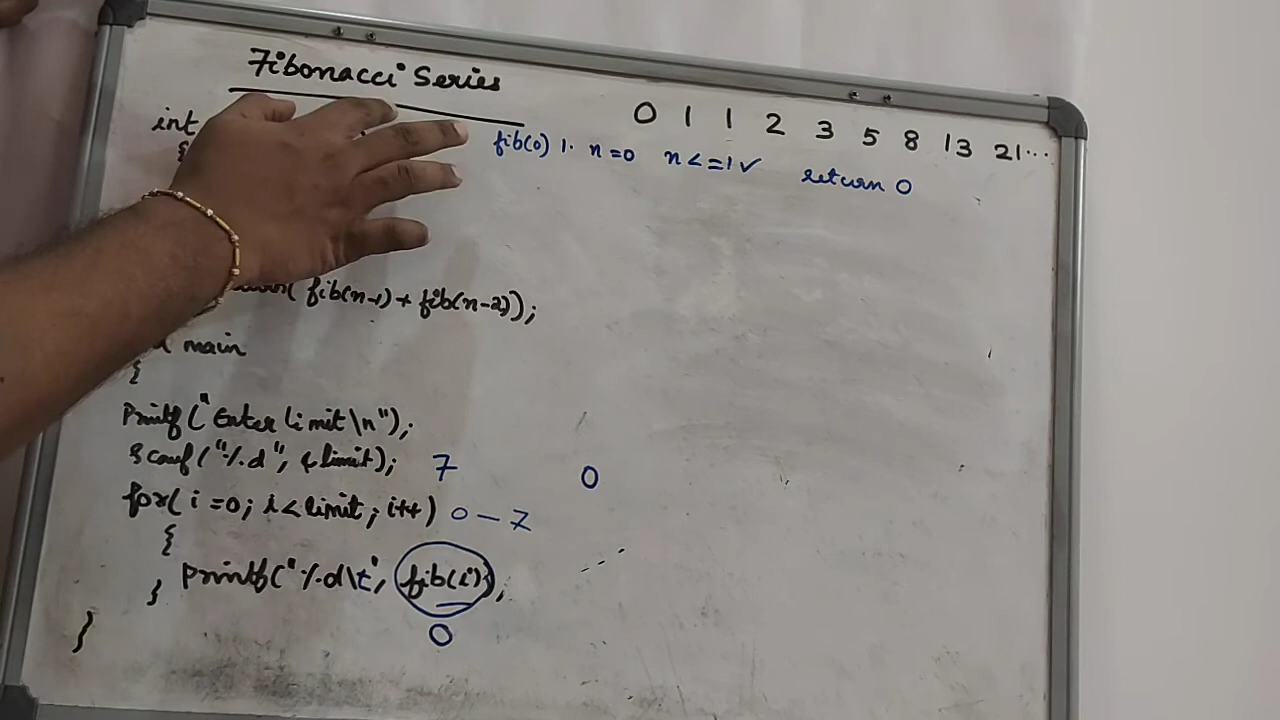 Fibonacci Series
0 1 1 2 3 5 8 13 21...
int
{
fib(0) 1. n=0 n<=1✓ return 0
fib(n-1)+fib(n-2));
main
{
Printf("Enter limit\n");
Scanf("%d", &limit); 7 0
for( i=0; i<limit; i++) 0-7
{
Printf("%d\t", fib(i));
}
0
}